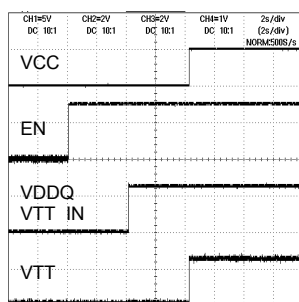 CH1=5V CH2=2V CH3=2V CH4=1V 2s/div
DC 10:1 DC 10:1 DC 10:1 DC 10:1 (2s/div)
NORM:500S/s
VCC
EN
VDDQ
VTT IN
VTT